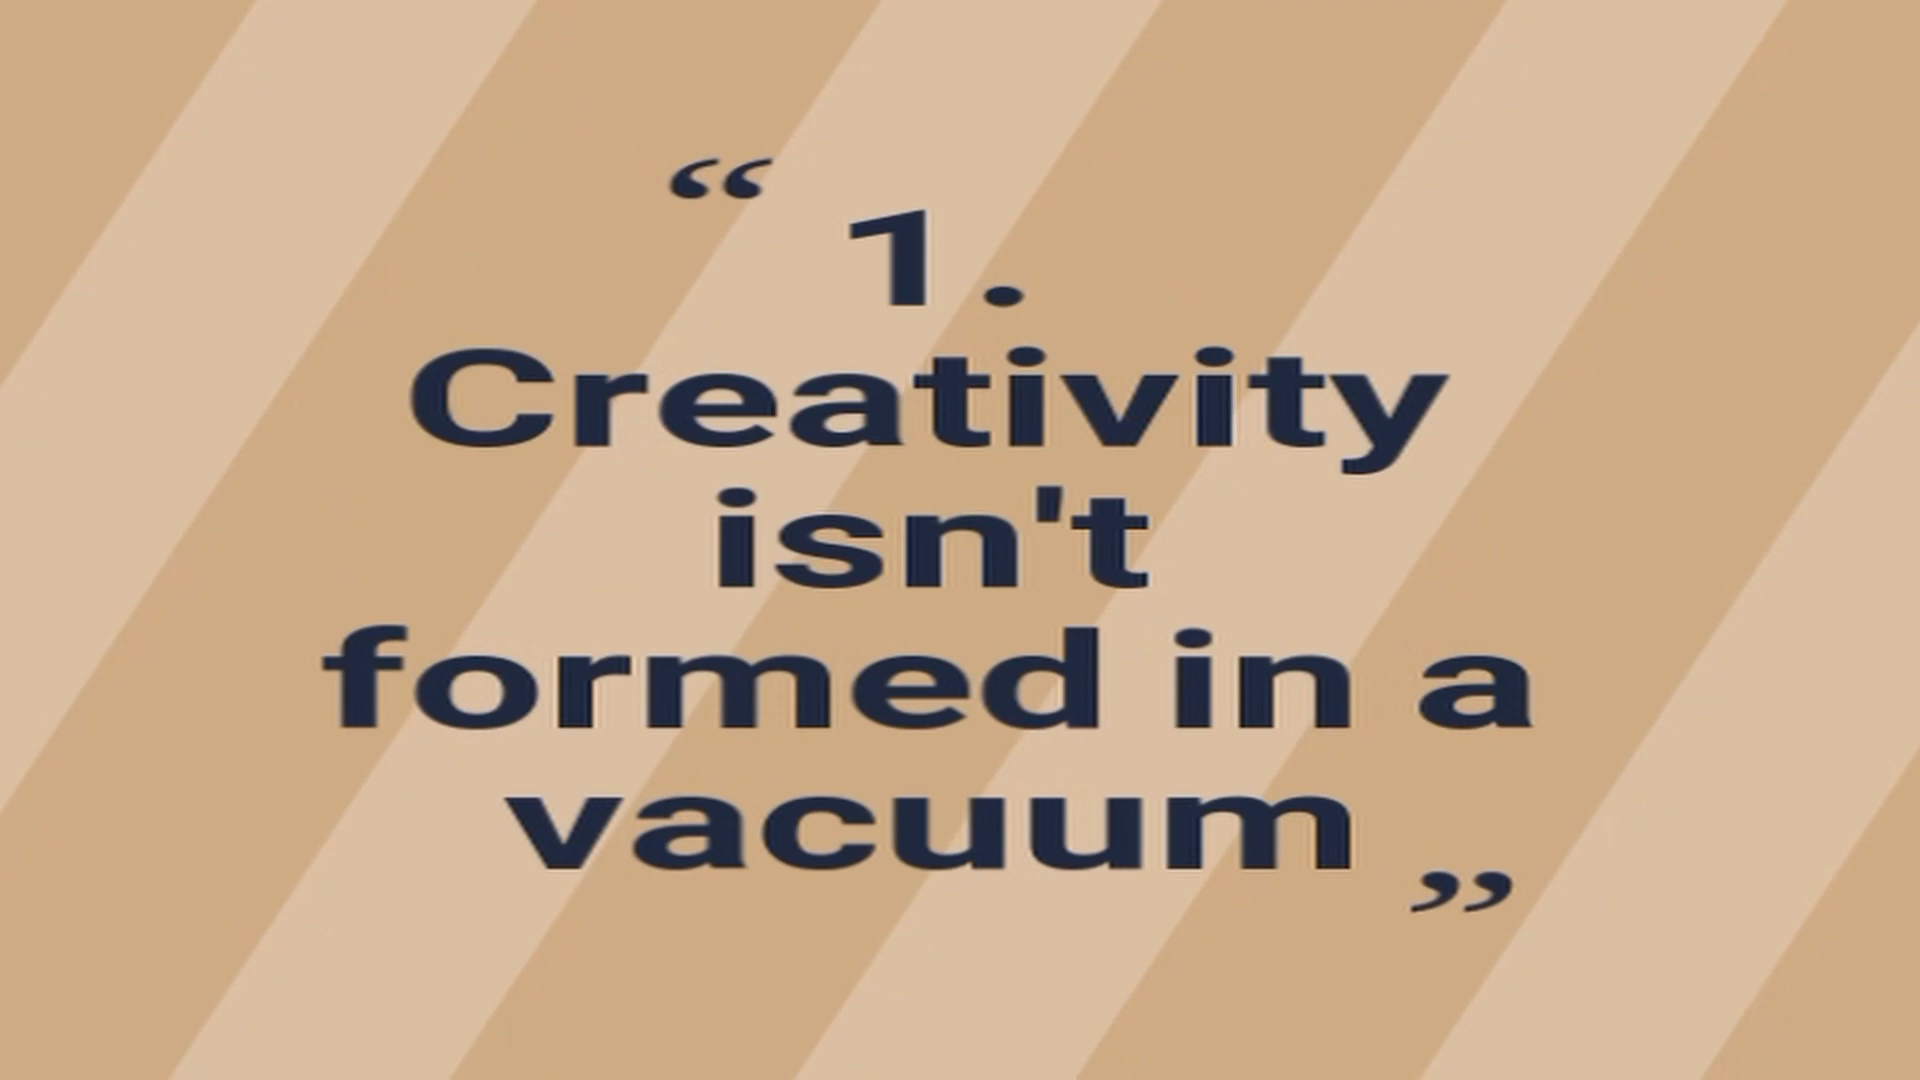 “ 1.
Creativity
isn't
formed in a
vacuum ”